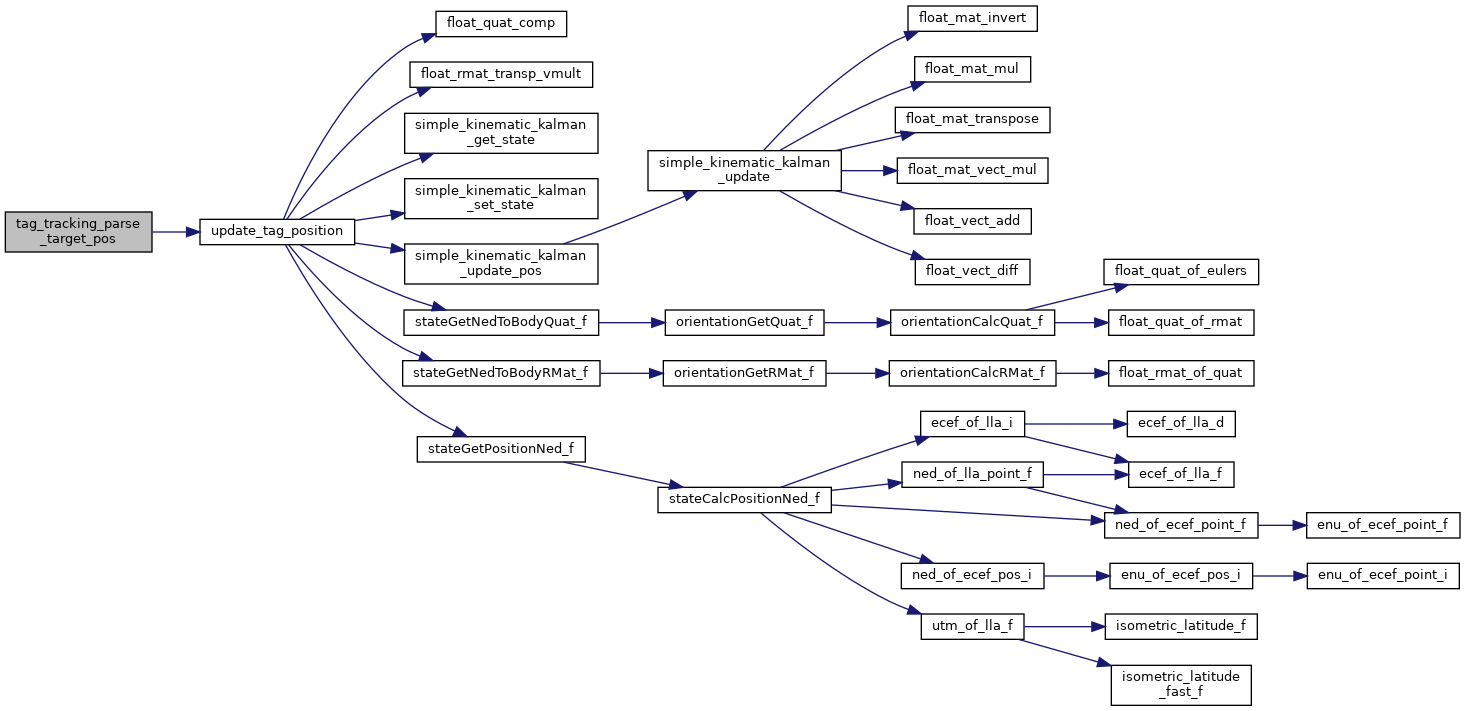 tag_tracking_parse
_target_pos
update_tag_position
float_quat_comp
float_rmat_transp_vmult
simple_kinematic_kalman
_get_state
simple_kinematic_kalman
_set_state
simple_kinematic_kalman
_update_pos
stateGetNedToBodyQuat_f
stateGetNedToBodyRMat_f
stateGetPositionNed_f
simple_kinematic_kalman
_update
orientationGetQuat_f
orientationGetRMat_f
stateCalcPositionNed_f
float_mat_invert
float_mat_mul
float_mat_transpose
float_mat_vect_mul
float_vect_add
float_vect_diff
orientationCalcQuat_f
orientationCalcRMat_f
ecef_of_lla_i
ned_of_lla_point_f
ned_of_ecef_pos_i
utm_of_lla_f
float_quat_of_eulers
float_quat_of_rmat
float_rmat_of_quat
ecef_of_lla_d
ecef_of_lla_f
ned_of_ecef_point_f
enu_of_ecef_pos_i
isometric_latitude_f
isometric_latitude
_fast_f
enu_of_ecef_point_f
enu_of_ecef_point_i